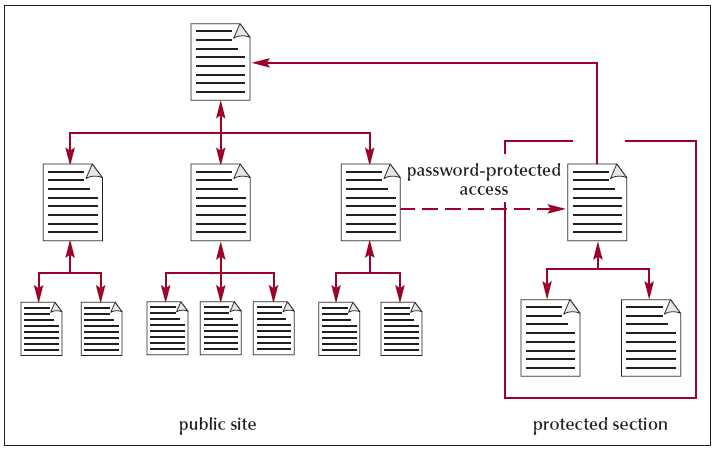 password-protected
access
public site
protected section